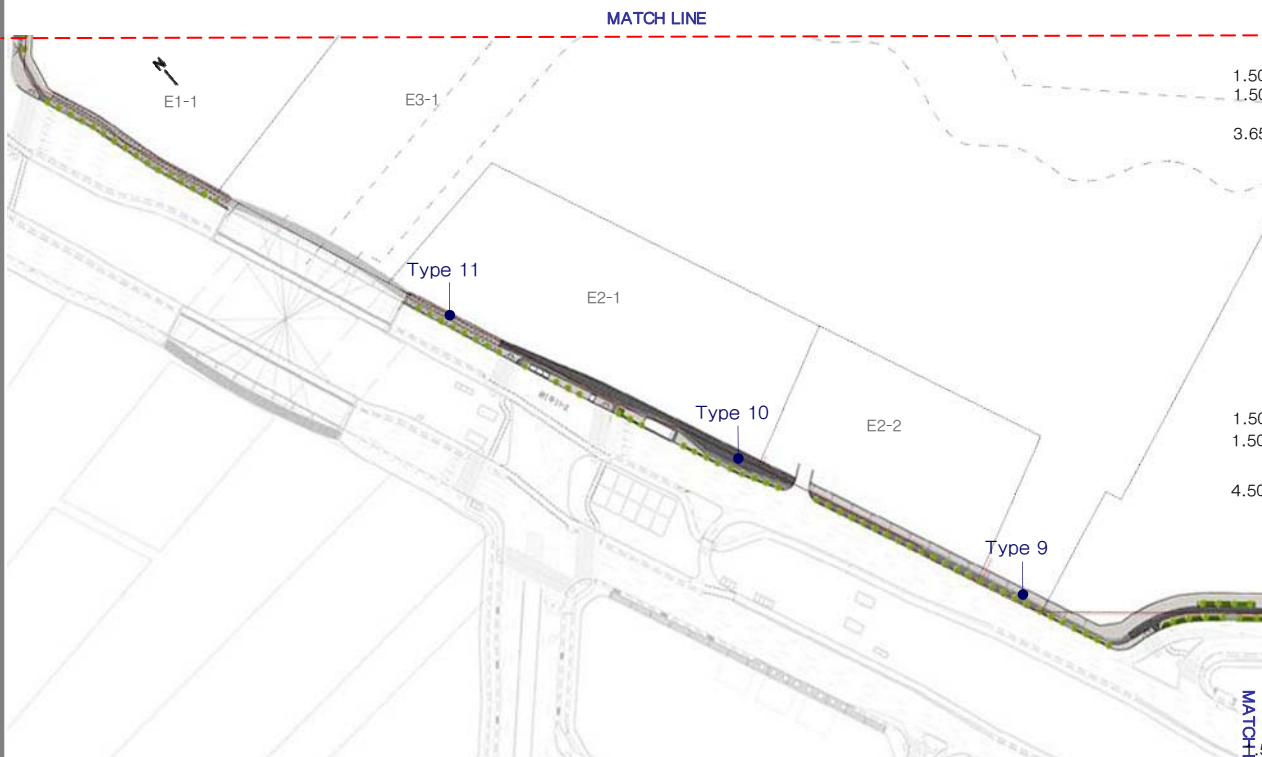 MATCH LINE
N
E1-1
E3-1
1.50
1.50
3.65
Type 11
E2-1
Type 10
E2-2
1.50
1.50
4.50
Type 9
MATCH